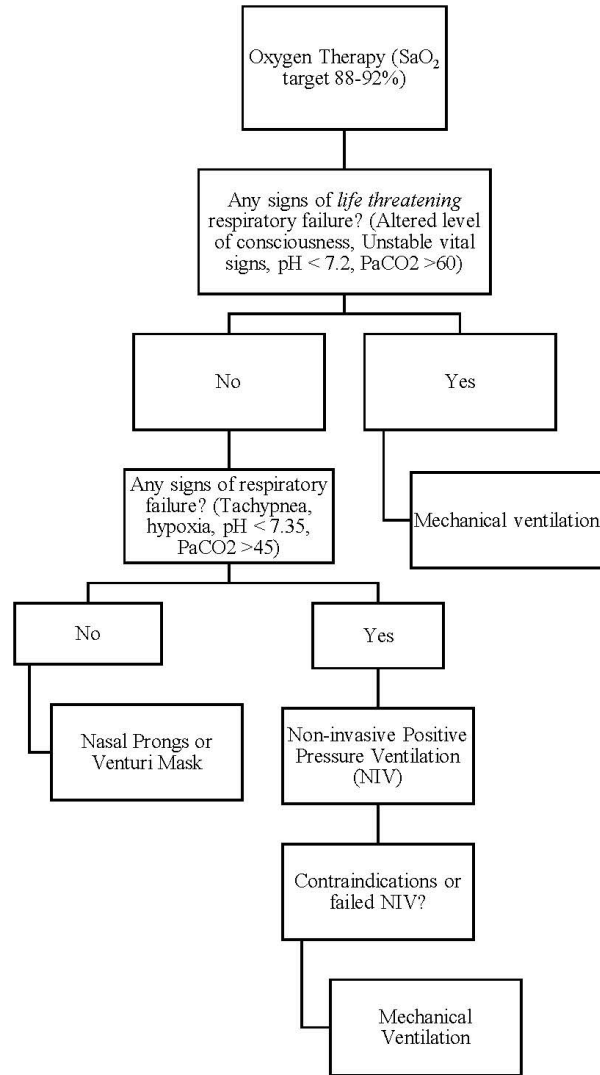 Oxygen Therapy (SaO₂
target 88-92%)
Any signs of life threatening
respiratory failure? (Altered level
of consciousness, Unstable vital
signs, pH < 7.2, PaCO2 >60)
No
Yes
Any signs of respiratory
failure? (Tachypnea,
hypoxia, pH < 7.35,
PaCO2 >45)
Mechanical ventilation
No
Yes
Nasal Prongs or
Venturi Mask
Non-invasive Positive
Pressure Ventilation
(NIV)
Contraindications or
failed NIV?
Mechanical
Ventilation